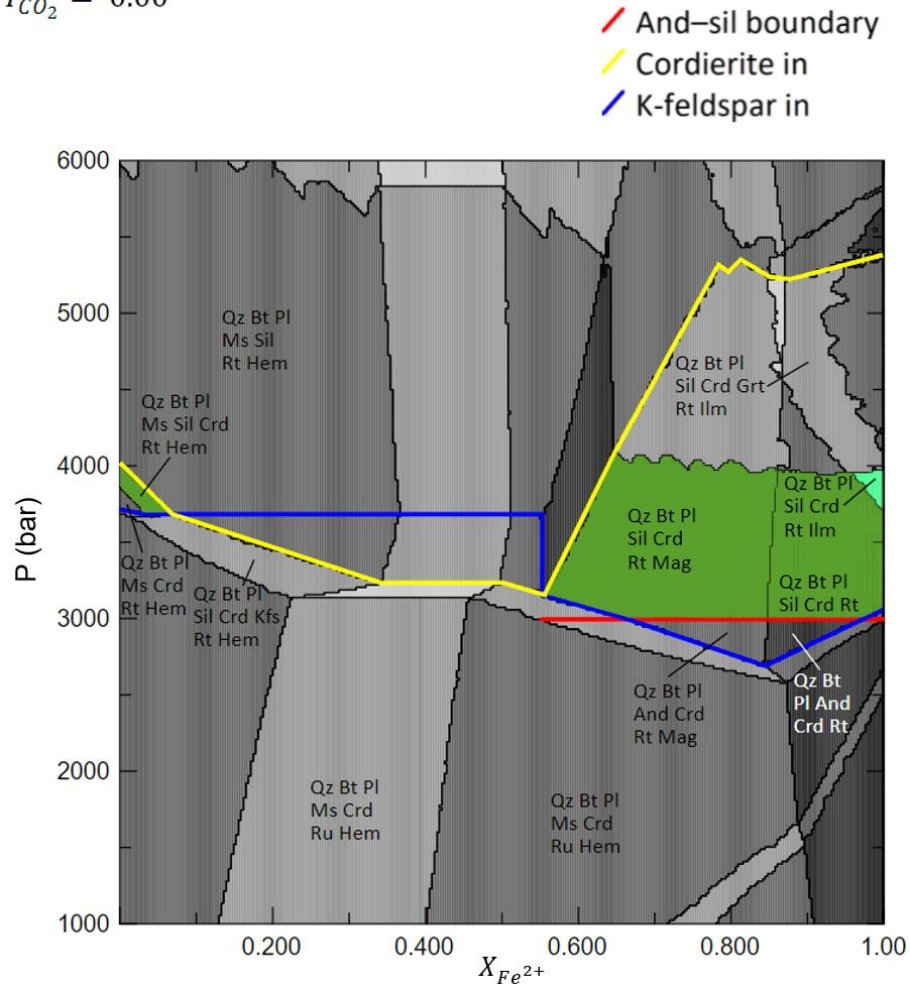 And–sil boundary
Cordierite in
K-feldspar in
6000
5000
4000
3000
2000
1000
P (bar)
Qz Bt Pl
Ms Sil
Rt Hem
Qz Bt Pl
Ms Sil Crd
Rt Hem
Qz Bt Pl
Ms Crd
Rt Hem
Qz Bt Pl
Sil Crd Kfs
Rt Hem
Qz Bt Pl
Sil Crd Grt
Rt Ilm
Qz Bt Pl
Sil Crd
Rt Mag
Qz Bt Pl
Sil Crd
Rt Ilm
Qz Bt Pl
Sil Crd Rt
Qz Bt Pl
And Crd
Rt Mag
Qz Bt
Pl And
Crd Rt
Qz Bt Pl
Ms Crd
Ru Hem
Qz Bt Pl
Ms Crd
Ru Hem
0.200 0.400 0.600 0.800 1.00
X_{Fe^{2+}}